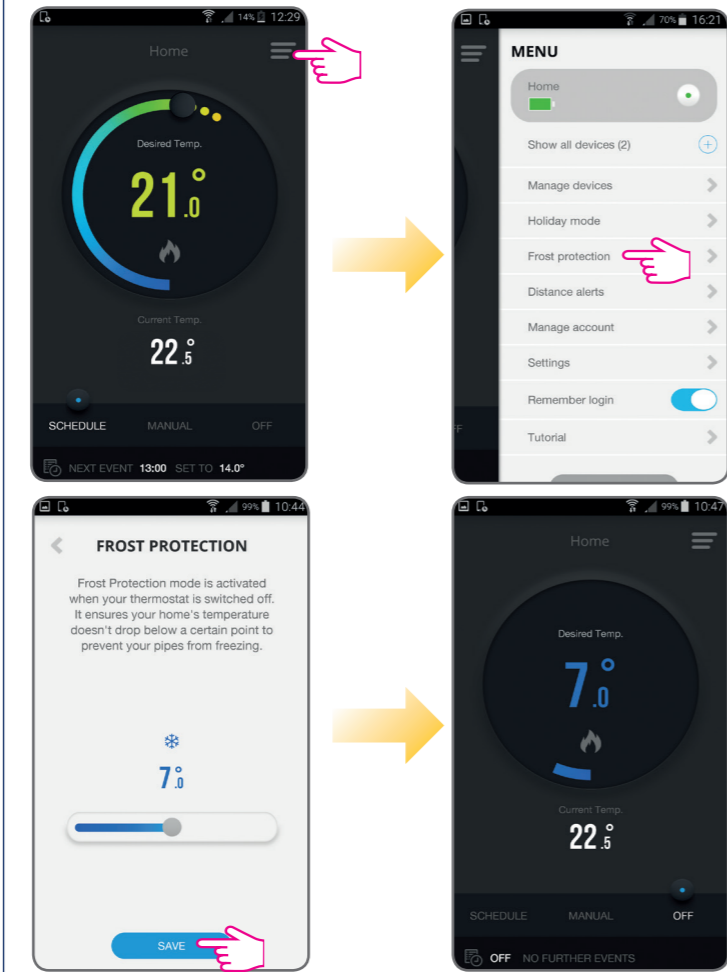 14% 12:29
Home
Desired Temp.
21.0°
Current Temp.
22.5°
SCHEDULE MANUAL OFF
NEXT EVENT 13:00 SET TO 14.0°
70% 16:21
MENU
Home
Show all devices (2)
Manage devices
Holiday mode
Frost protection
Distance alerts
Manage account
Settings
Remember login
Tutorial
F
99% 10:44
FROST PROTECTION
Frost Protection mode is activated
when your thermostat is switched off.
It ensures your home's temperature
doesn't drop below a certain point to
prevent your pipes from freezing.
7.0°
SAVE
99% 10:47
Home
Desired Temp.
7.0°
Current Temp.
22.5°
SCHEDULE MANUAL OFF
OFF NO FURTHER EVENTS